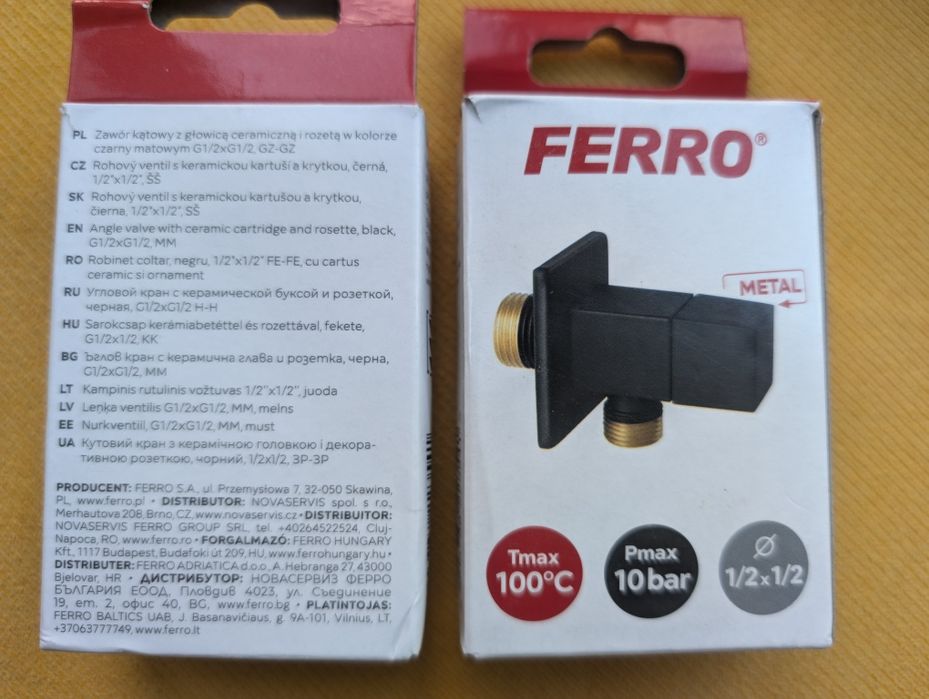 PL Zawór kątowy z głowicą ceramiczną i rozetą w kolorze
czarny matowym G1/2xG1/2, GZ-GZ
CZ Rohový ventil s keramickou kartuší a krytkou, černá,
1/2"x1/2", ŠŠ
SK Rohový ventil s keramickou kartušou a krytkou,
čierna, 1/2"x1/2", SŠ
EN Angle valve with ceramic cartridge and rosette, black,
G1/2xG1/2, MM
RO Robinet coltar, negru, 1/2"x1/2" FE-FE, cu cartus
ceramic si ornament
RU Угловой кран с керамической буксой и розеткой,
черная, G1/2xG1/2 Н-Н
HU Sarokcsap kerámiabetéttel és rozettával, fekete,
G1/2x1/2, KK
BG Ъглов кран с керамична глава и розетка, черна,
G1/2xG1/2, ММ
LT Kampinis rutulinis vožtuvas 1/2"x1/2", juoda
LV Leņķa ventilis G1/2xG1/2, MM, melns
EE Nurkventiil, G1/2xG1/2, MM, must
UA Кутовий кран з керамічною головкою і декора-
тивною розеткою, чорний, 1/2x1/2, ЗР-ЗР
PRODUCENT: FERRO S.A., ul. Przemysłowa 7, 32-050 Skawina,
PL, www.ferro.pl • DISTRIBUTOR: NOVASERVIS spol. s r.o.,
Merhautova 208, Brno, CZ, www.novaservis.cz • DISTRIBUITOR:
NOVASERVIS FERRO GROUP SRL, tel. +40264522524, Cluj-
Napoca, RO, www.ferro.ro • FORGALMAZÓ: FERRO HUNGARY
Kft., 1117 Budapest, Budafoki út 209, HU, www.ferrohungary.hu •
DISTRIBUTER: FERRO ADRIATICA d.o.o., A. Hebranga 27, 43000
Bjelovar, HR • ДИСТРИБУТОР: НОВАСЕРВИЗ ФЕРРО
БЪЛГАРИЯ ЕООД, Пловдив 4023, ул. Съединение
19, ет. 2, офис 40, BG, www.ferro.bg • PLATINTOJAS:
FERRO BALTICS UAB, J. Basanavičiaus, g. 9A-101, Vilnius, LT,
+37063777749, www.ferro.lt
FERRO®
METAL
Tmax
100°C
Pmax
10 bar
Ø
1/2 x 1/2